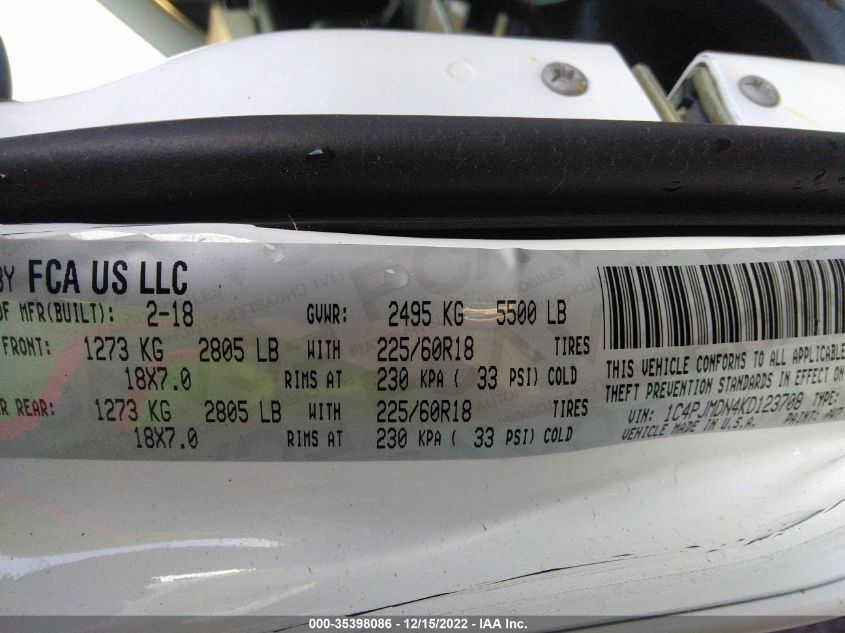 BY FCA US LLC
OF MFR(BUILT): 2-18 GVWR: 2495 KG 5500 LB
FRONT: 1273 KG 2805 LB WITH 225/60R18 TIRES
18X7.0 RIMS AT 230 KPA ( 33 PSI) COLD
REAR: 1273 KG 2805 LB WITH 225/60R18 TIRES
18X7.0 RIMS AT 230 KPA ( 33 PSI) COLD
THIS VEHICLE CONFORMS TO ALL APPLICABLE
THEFT PREVENTION STANDARDS IN EFFECT ON
VIN: 1C4PJMDN4KD123708 TYPE:
VEHICLE MADE IN U.S.A. PAINT: PW7
000-35398086 - 12/15/2022 - IAA Inc.